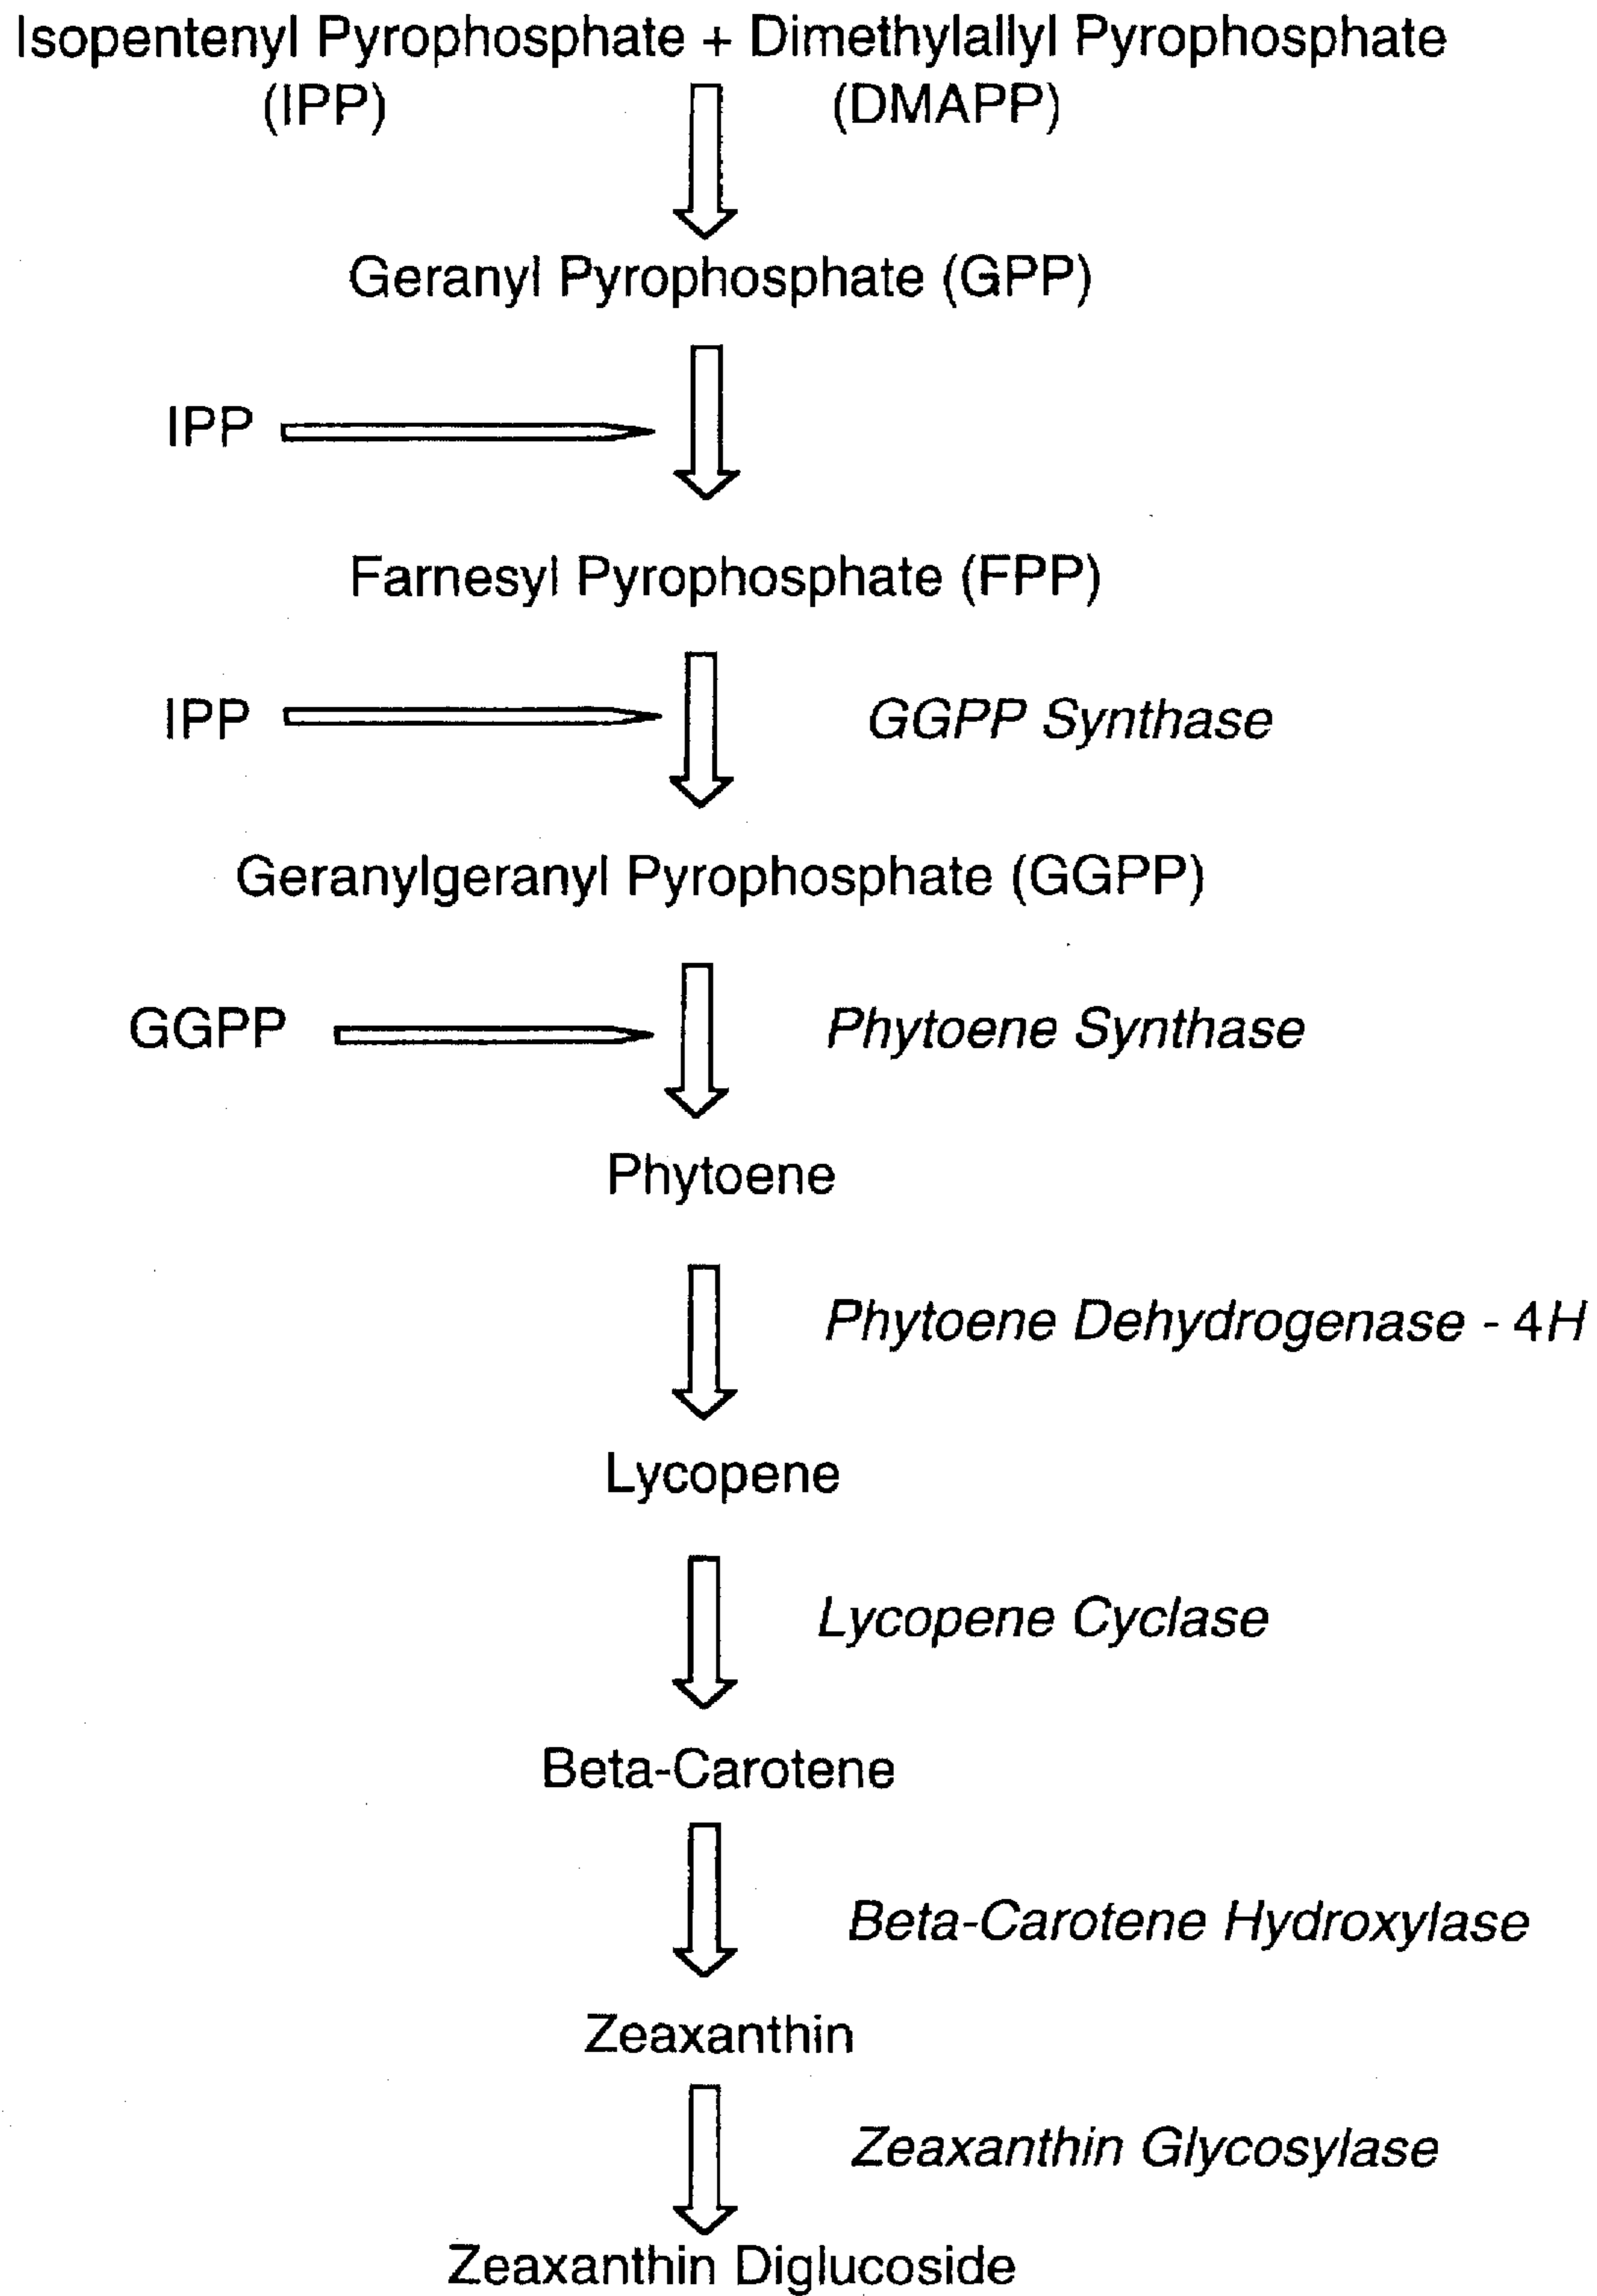 Isopentenyl Pyrophosphate + Dimethylallyl Pyrophosphate
(IPP) (DMAPP)
Geranyl Pyrophosphate (GPP)
IPP
Farnesyl Pyrophosphate (FPP)
IPP GGPP Synthase
Geranylgeranyl Pyrophosphate (GGPP)
GGPP Phytoene Synthase
Phytoene
Phytoene Dehydrogenase - 4H
Lycopene
Lycopene Cyclase
Beta-Carotene
Beta-Carotene Hydroxylase
Zeaxanthin
Zeaxanthin Glycosylase
Zeaxanthin Diglucoside